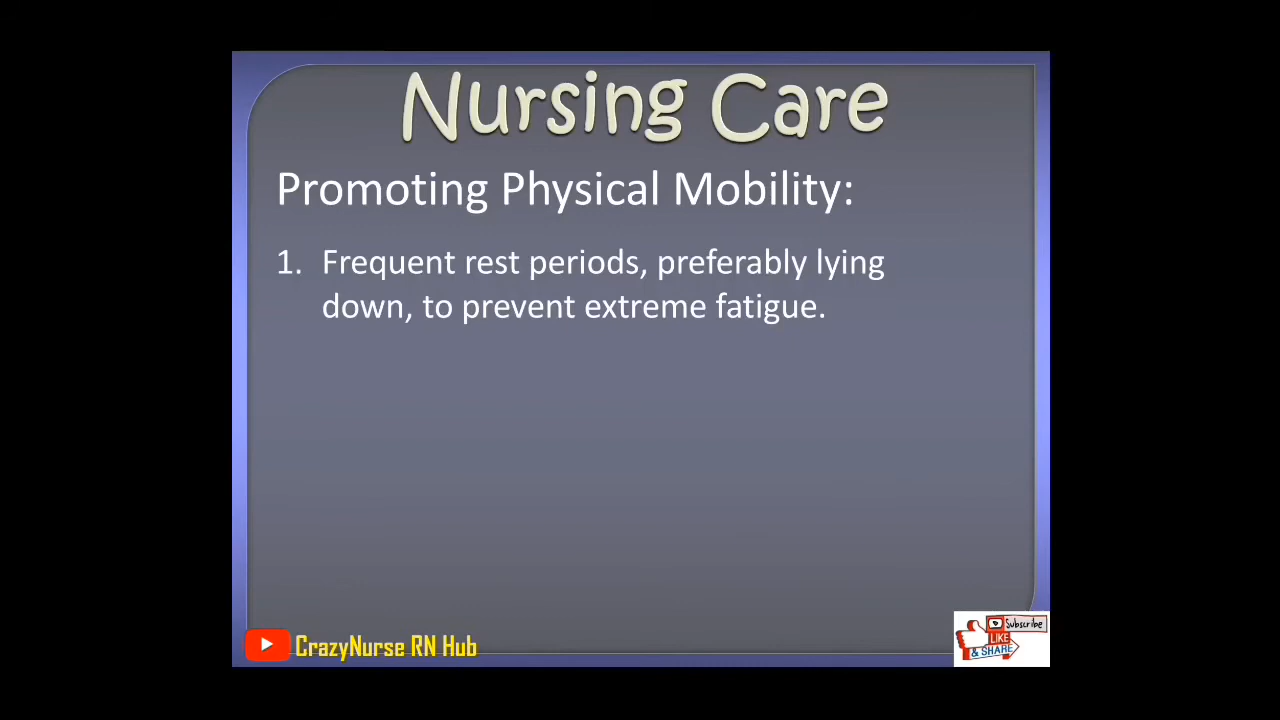 Nursing Care
Promoting Physical Mobility:
1. Frequent rest periods, preferably lying
down, to prevent extreme fatigue.
CrazyNurse RN Hub
Subscribe
LIKE
& SHARE